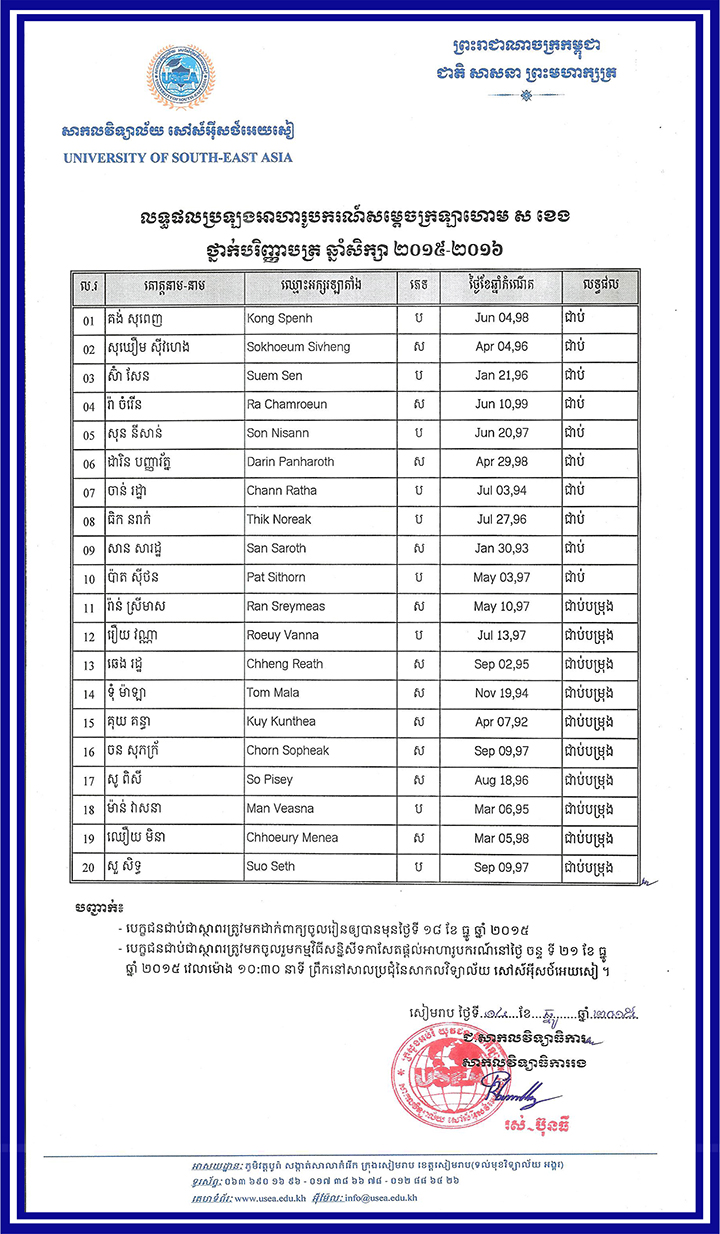 ព្រះរាជាណាចក្រកម្ពុជា
ជាតិ សាសនា ព្រះមហាក្សត្រ
USEA
សាកលវិទ្យាល័យ សៅស៍អ៊ីសថ៍អេយសៀ
UNIVERSITY OF SOUTH-EAST ASIA
លទ្ធផលប្រឡងអាហារូបករណ៍សម្តេចក្រឡាហោម ស ខេង
ថ្នាក់បរិញ្ញាបត្រ ឆ្នាំសិក្សា ២០១៥-២០១៦
ល.រ គោត្តនាម-នាម ឈ្មោះអក្សរឡាតាំង ភេទ ថ្ងៃខែឆ្នាំកំណើត លទ្ធផល
01 គង់ សុពេញ Kong Spenh ប Jun 04,98 ជាប់
02 សុឃឿម ស៊ីវហេង Sokhoeum Sivheng ស Apr 04,96 ជាប់
03 ស៊ា សែន Suem Sen ប Jan 21,96 ជាប់
04 រ៉ា ចំរើន Ra Chamroeun ស Jun 10,99 ជាប់
05 សុន នីសាន់ Son Nisann ប Jun 20,97 ជាប់
06 ដារិន បញ្ញារ័ត្ន Darin Panharoth ស Apr 29,98 ជាប់
07 ចាន់ រដ្ឋា Chann Ratha ប Jul 03,94 ជាប់
08 ធិក នរាក់ Thik Noreak ប Jul 27,96 ជាប់
09 សាន សារដ្ឋ San Saroth ស Jan 30,93 ជាប់
10 ប៉ាត ស៊ីថន Pat Sithorn ប May 03,97 ជាប់
11 រ៉ាន់ ស្រីមាស Ran Sreymeas ស May 10,97 ជាប់បម្រុង
12 រឿយ វណ្ណា Roeuy Vanna ប Jul 13,97 ជាប់បម្រុង
13 ឆេង រដ្ឋ Chheng Reath ស Sep 02,95 ជាប់បម្រុង
14 ទុំ ម៉ាឡា Tom Mala ស Nov 19,94 ជាប់បម្រុង
15 គុយ គន្ធា Kuy Kunthea ស Apr 07,92 ជាប់បម្រុង
16 ចន សុភក្រ័ Chorn Sopheak ស Sep 09,97 ជាប់បម្រុង
17 សូ ពិសី So Pisey ស Aug 18,96 ជាប់បម្រុង
18 ម៉ាន់ វាសនា Man Veasna ប Mar 06,95 ជាប់បម្រុង
19 ឈឿយ មិនា Chhoeury Menea ស Mar 05,98 ជាប់បម្រុង
20 សួ សិទ្ធ Suo Seth ប Sep 09,97 ជាប់បម្រុង
បញ្ជាក់៖
- បេក្ខជនជាប់ជាស្ថាពរត្រូវមកដាក់ពាក្យចូលរៀនឲ្យបានមុនថ្ងៃទី ១៨ ខែ ធ្នូ ឆ្នាំ ២០១៥
- បេក្ខជនជាប់ជាស្ថាពរត្រូវមកចូលរួមកម្មវិធីសន្និសីទកាសែតផ្តល់អាហារូបករណ៍នៅថ្ងៃ ចន្ទ ទី ២១ ខែ ធ្នូ
ឆ្នាំ ២០១៥ វេលាម៉ោង ១០:៣០ នាទី ព្រឹកនៅសាលប្រជុំនៃសាកលវិទ្យាល័យ សៅស៍អ៊ីសថ៍អេយសៀ ។
សៀមរាប ថ្ងៃទី.១៤...ខែ...ធ្នូ......ឆ្នាំ.២០១៥
ជ.សាកលវិទ្យាធិការ
សាកលវិទ្យាធិការរង
USEA
រស់ ប៊ុនធី
អាសយដ្ឋាន: ភូមិវត្តបូព៌ សង្កាត់សាលាកំរើក ក្រុងសៀមរាប ខេត្តសៀមរាប(ទល់មុខវិទ្យាល័យ អង្គរ)
ទូរស័ព្ទ: ០៦៣ ៦៩០ ១៦ ៩៦ - ០១៧ ៣៨ ៦៦ ៧៨ - ០១២ ៨៨ ៦៥ ២៦
គេហទំព័រ: www.usea.edu.kh អ៊ីម៉ែល: info@usea.edu.kh